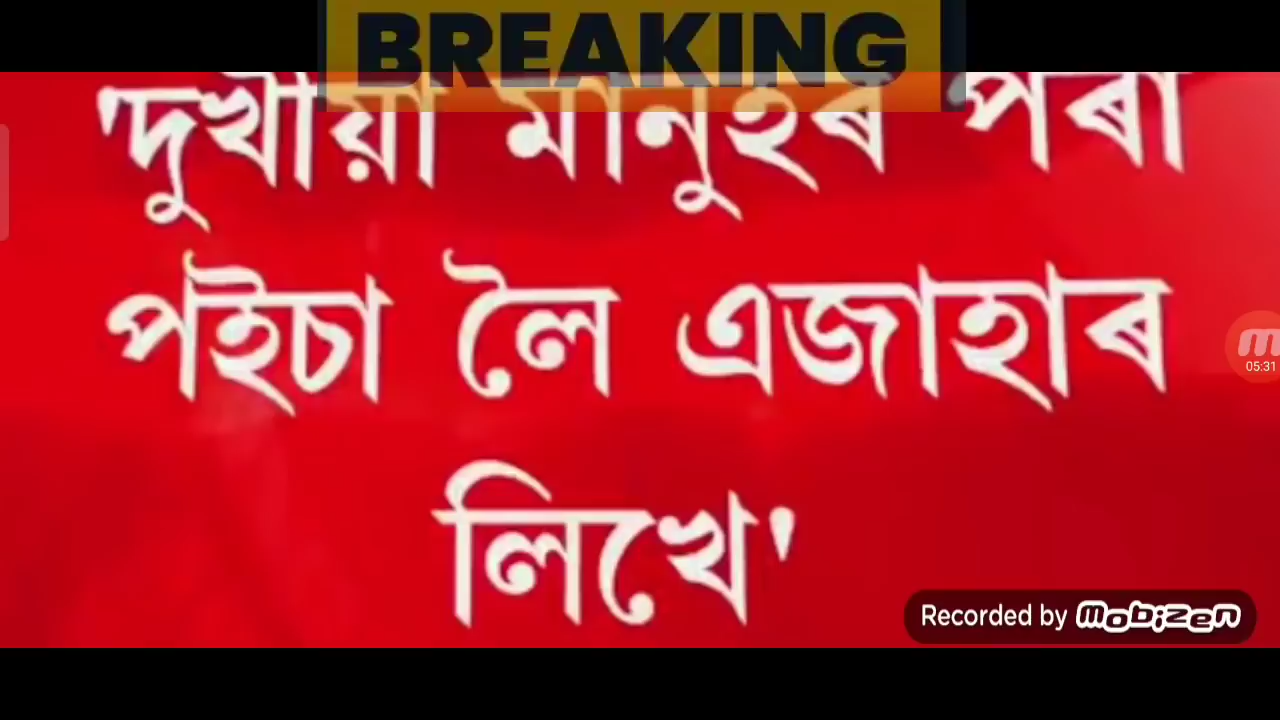 BREAKING
'দুখীয়া মানুহৰ পৰা
পইচা লৈ এজাহাৰ
05:31
লিখে'
Recorded by Mobizen